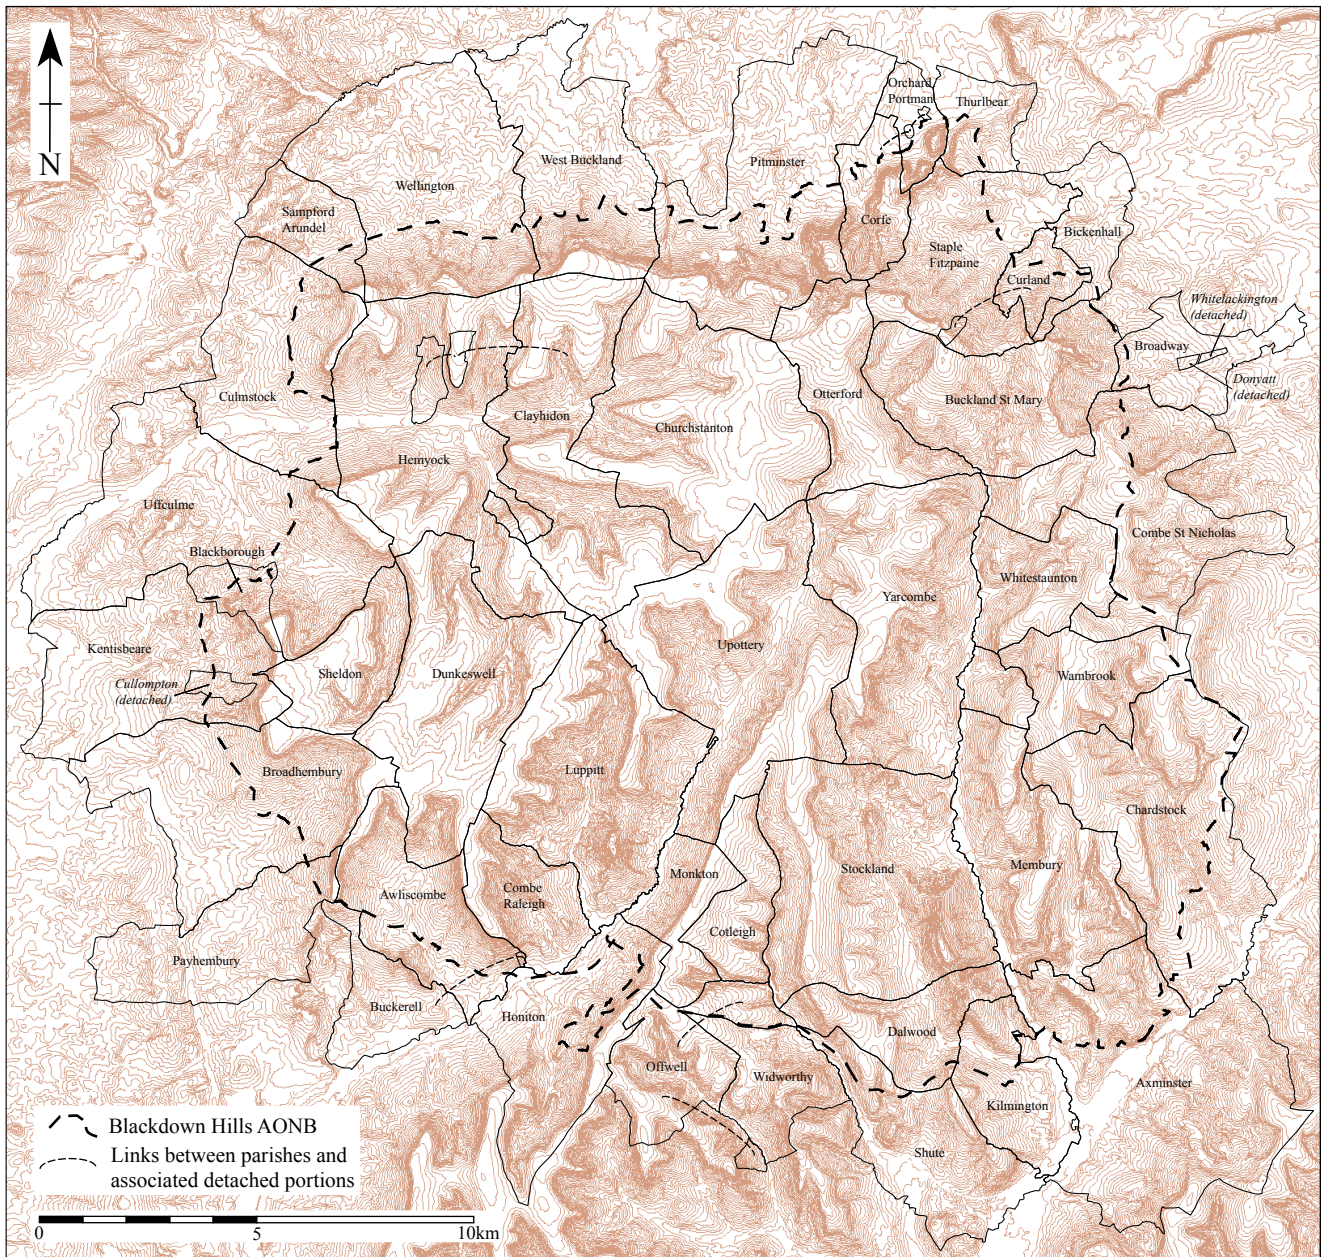 Orchard
Portman
Thurlbear
West Buckland
Pitminster
Wellington
N
Sampford
Arundel
Corfe
Bickenhall
Staple
Fitzpaine
Curland
Whitelackington
(detached)
Broadway
Donyatt
(detached)
Culmstock
Otterford
Buckland St Mary
Clayhidon
Churchstanton
Hemyock
Uffculme
Combe St Nicholas
Blackborough
Whitestaunton
Yarcombe
Kentisbeare
Upottery
Sheldon
Dunkeswell
Wambrook
Cullompton
(detached)
Broadhembury
Luppitt
Chardstock
Membury
Stockland
Monkton
Awliscombe
Combe
Raleigh
Cotleigh
Payhembury
Buckerell
Honiton
Dalwood
Offwell
Widworthy
Axminster
Kilmington
Shute
Blackdown Hills AONB
Links between parishes and
associated detached portions
0 5 10km